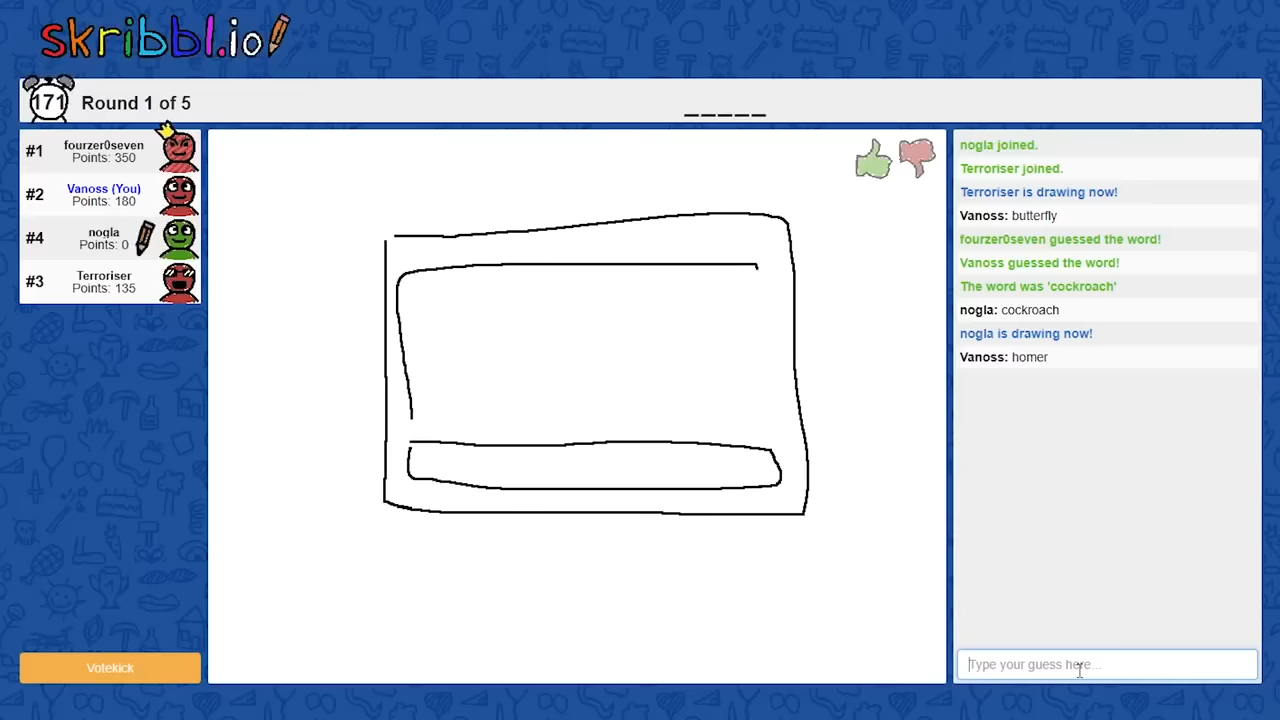 skribbl.io
171
Round 1 of 5
_____
#1
fourzer0seven
Points: 350
#2
Vanoss (You)
Points: 180
#4
nogla
Points: 0
#3
Terroriser
Points: 135
Votekick
nogla joined.
Terroriser joined.
Terroriser is drawing now!
Vanoss: butterfly
fourzer0seven guessed the word!
Vanoss guessed the word!
The word was 'cockroach'
nogla: cockroach
nogla is drawing now!
Vanoss: homer
Type your guess here...